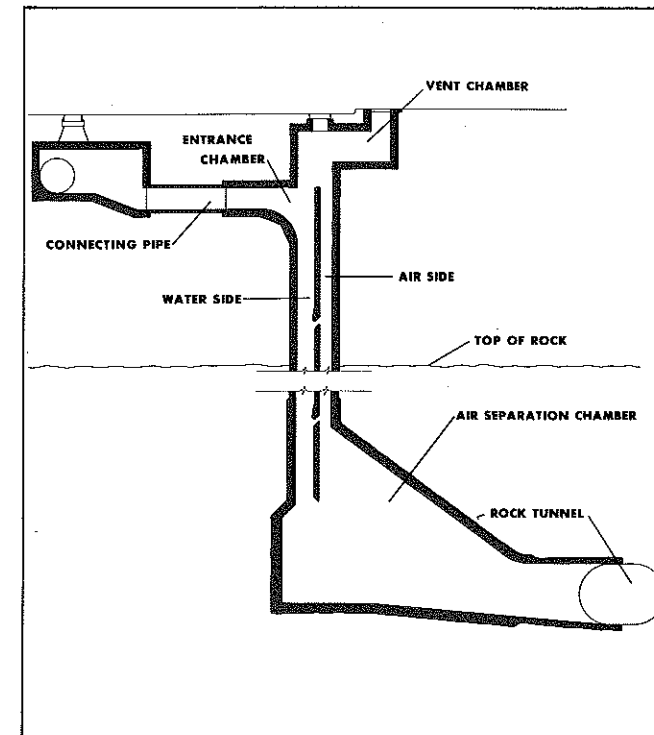 VENT CHAMBER
ENTRANCE
CHAMBER
CONNECTING PIPE
AIR SIDE
WATER SIDE
TOP OF ROCK
AIR SEPARATION CHAMBER
ROCK TUNNEL